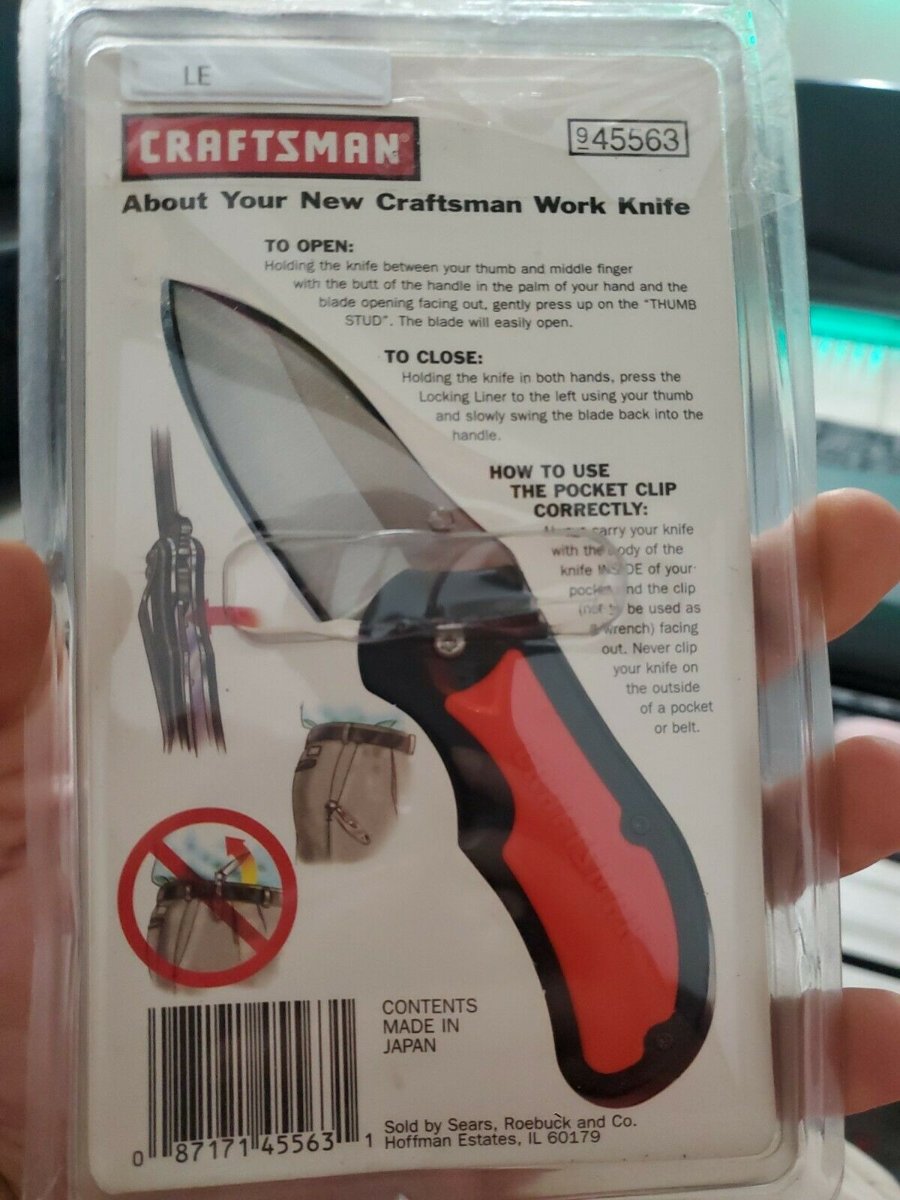 LE
CRAFTSMAN®
945563
About Your New Craftsman Work Knife
TO OPEN:
Holding the knife between your thumb and middle finger
with the butt of the handle in the palm of your hand and the
blade opening facing out, gently press up on the "THUMB
STUD". The blade will easily open.
TO CLOSE:
Holding the knife in both hands, press the
Locking Liner to the left using your thumb
and slowly swing the blade back into the
handle.
HOW TO USE
THE POCKET CLIP
CORRECTLY:
Always carry your knife
with the body of the
knife INSIDE of your
pocket and the clip
(not to be used as
a wrench) facing
out. Never clip
your knife on
the outside
of a pocket
or belt.
CONTENTS
MADE IN
JAPAN
0 87171 45563 1
Sold by Sears, Roebuck and Co.
Hoffman Estates, IL 60179